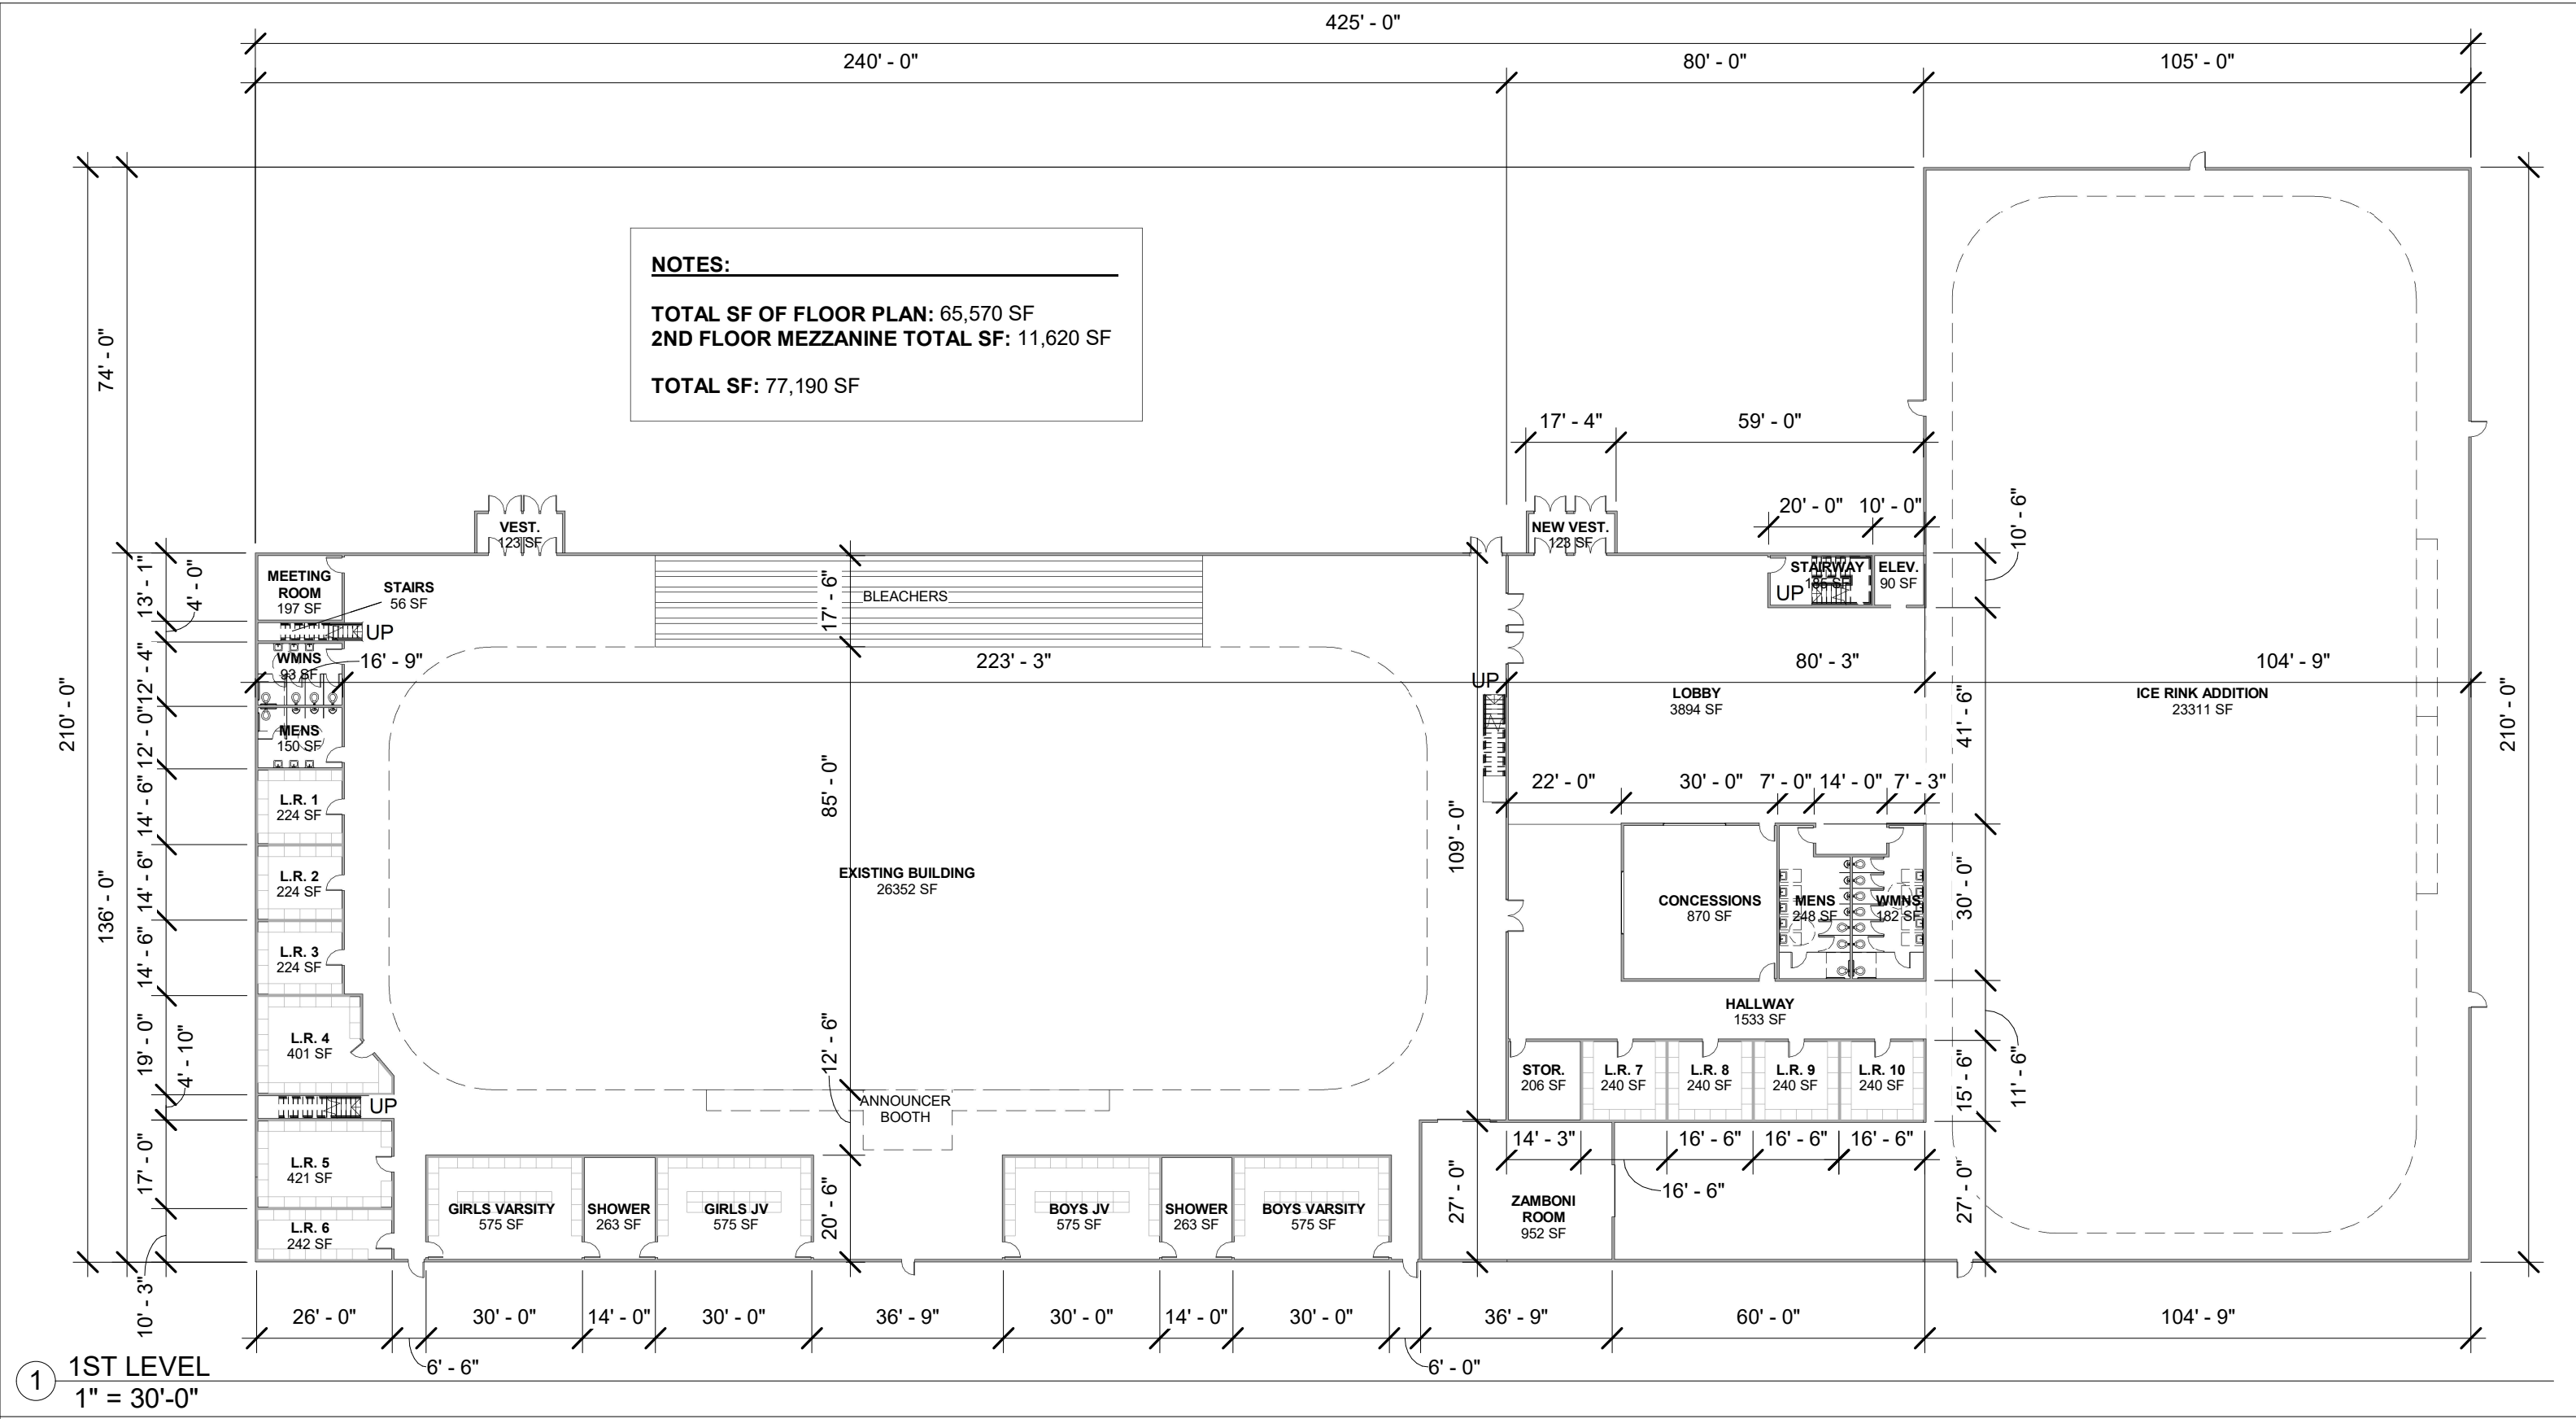 425' - 0"
240' - 0"
80' - 0"
105' - 0"
NOTES:
TOTAL SF OF FLOOR PLAN: 65,570 SF
2ND FLOOR MEZZANINE TOTAL SF: 11,620 SF
TOTAL SF: 77,190 SF
74' - 0"
210' - 0"
136' - 0"
13' - 1"
4' - 0"
12' - 4"
12' - 0"
14' - 6"
14' - 6"
14' - 6"
19' - 0"
4' - 10"
17' - 0"
10' - 3"
17' - 4"
59' - 0"
20' - 0"
10' - 0"
10' - 6"
VEST.
123 SF
NEW VEST.
123 SF
MEETING
ROOM
197 SF
STAIRS
56 SF
UP
WMNS
93 SF
16' - 9"
MENS
150 SF
L.R. 1
224 SF
L.R. 2
224 SF
L.R. 3
224 SF
L.R. 4
401 SF
UP
L.R. 5
421 SF
L.R. 6
242 SF
17' - 6"
BLEACHERS
223' - 3"
85' - 0"
EXISTING BUILDING
26352 SF
12' - 6"
ANNOUNCER
BOOTH
20' - 6"
GIRLS VARSITY
575 SF
SHOWER
263 SF
GIRLS JV
575 SF
BOYS JV
575 SF
SHOWER
263 SF
BOYS VARSITY
575 SF
UP
109' - 0"
27' - 0"
STAIRWAY
UP
ELEV.
90 SF
80' - 3"
LOBBY
3894 SF
41' - 6"
22' - 0"
30' - 0"
7' - 0"
14' - 0"
7' - 3"
CONCESSIONS
870 SF
MENS
248 SF
WMNS
182 SF
30' - 0"
HALLWAY
1533 SF
11' - 6"
STOR.
206 SF
L.R. 7
240 SF
L.R. 8
240 SF
L.R. 9
240 SF
L.R. 10
240 SF
15' - 6"
14' - 3"
16' - 6"
16' - 6"
16' - 6"
16' - 6"
ZAMBONI
ROOM
952 SF
27' - 0"
104' - 9"
ICE RINK ADDITION
23311 SF
210' - 0"
26' - 0"
6' - 6"
30' - 0"
14' - 0"
30' - 0"
36' - 9"
30' - 0"
14' - 0"
30' - 0"
6' - 0"
36' - 9"
60' - 0"
104' - 9"
1
1ST LEVEL
1" = 30'-0"